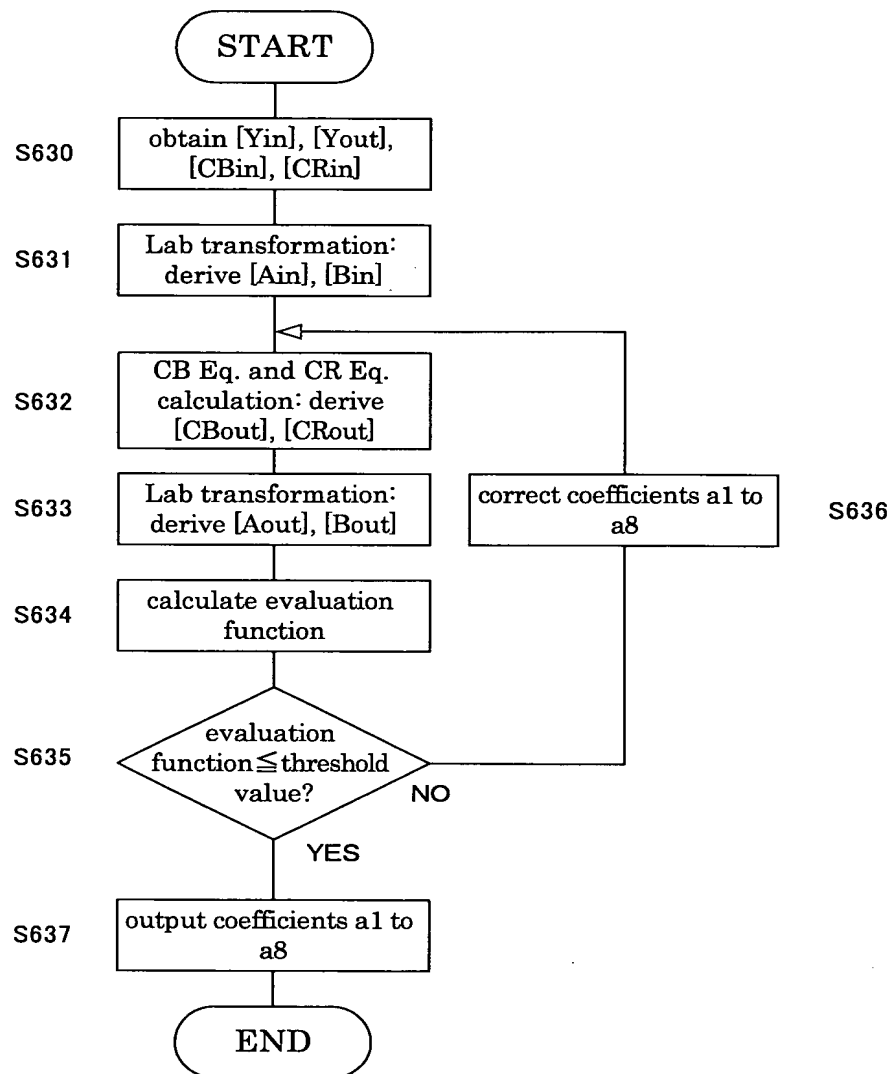 START
S630
obtain [Yin], [Yout],
[CBin], [CRin]
S631
Lab transformation:
derive [Ain], [Bin]
S632
CB Eq. and CR Eq.
calculation: derive
[CBout], [CRout]
S633
Lab transformation:
derive [Aout], [Bout]
correct coefficients a1 to
a8
S636
S634
calculate evaluation
function
S635
evaluation
function≦threshold
value?
NO
YES
S637
output coefficients a1 to
a8
END